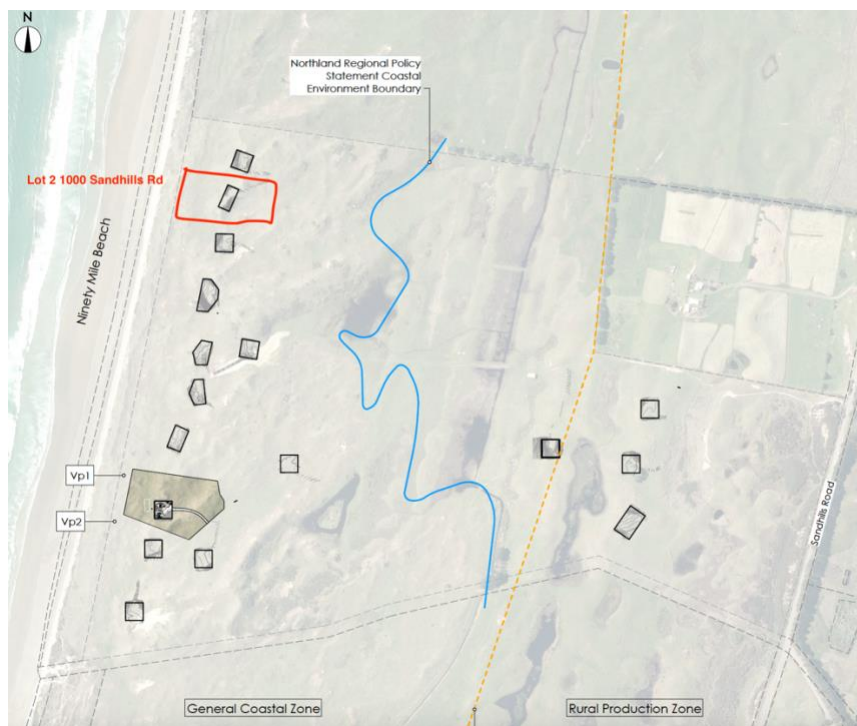 N
Northland Regional Policy
Statement Coastal
Environment Boundary
Lot 2 1000 Sandhills Rd
Ninety Mile Beach
Vp1
Vp2
Sandhills Road
General Coastal Zone
Rural Production Zone